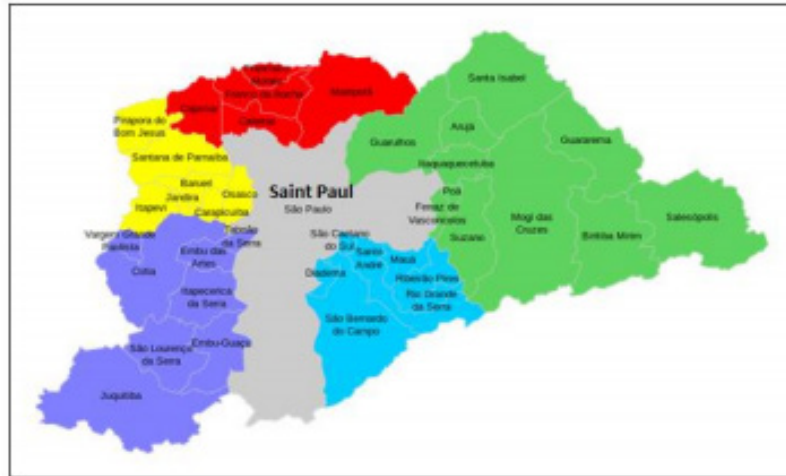 Santa Isabel
Mairiporã
Franco da Rocha
Cajamar
Caieiras
Pirapora do
Bom Jesus
Guarulhos
Arujá
Guararema
Santana de Parnaíba
Itaquaquecetuba
Barueri
Jandira
Osasco
Itapevi
Carapicuíba
Saint Paul
São Paulo
Poá
Ferraz de
Vasconcelos
Suzano
Mogi das
Cruzes
Biritiba Mirim
Salesópolis
Vargem Grande
Paulista
Taboão
da Serra
São Caetano
do Sul
Cotia
Embu das
Artes
Santo
André
Mauá
Diadema
Ribeirão Pires
Rio Grande
da Serra
Itapecerica
da Serra
São Bernardo
do Campo
São Lourenço
da Serra
Embu-Guaçu
Juquitiba